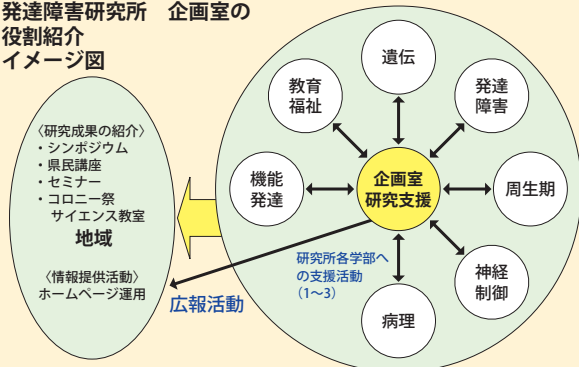 発達障害研究所　企画室の
役割紹介
イメージ図
〈研究成果の紹介〉
・シンポジウム
・県民講座
・セミナー
・コロニー祭
サイエンス教室
地域
〈情報提供活動〉
ホームページ運用
遺伝
発達
障害
周生期
神経
制御
病理
機能
発達
教育
福祉
企画室
研究支援
研究所各学部へ
の支援活動
（1〜3）
広報活動